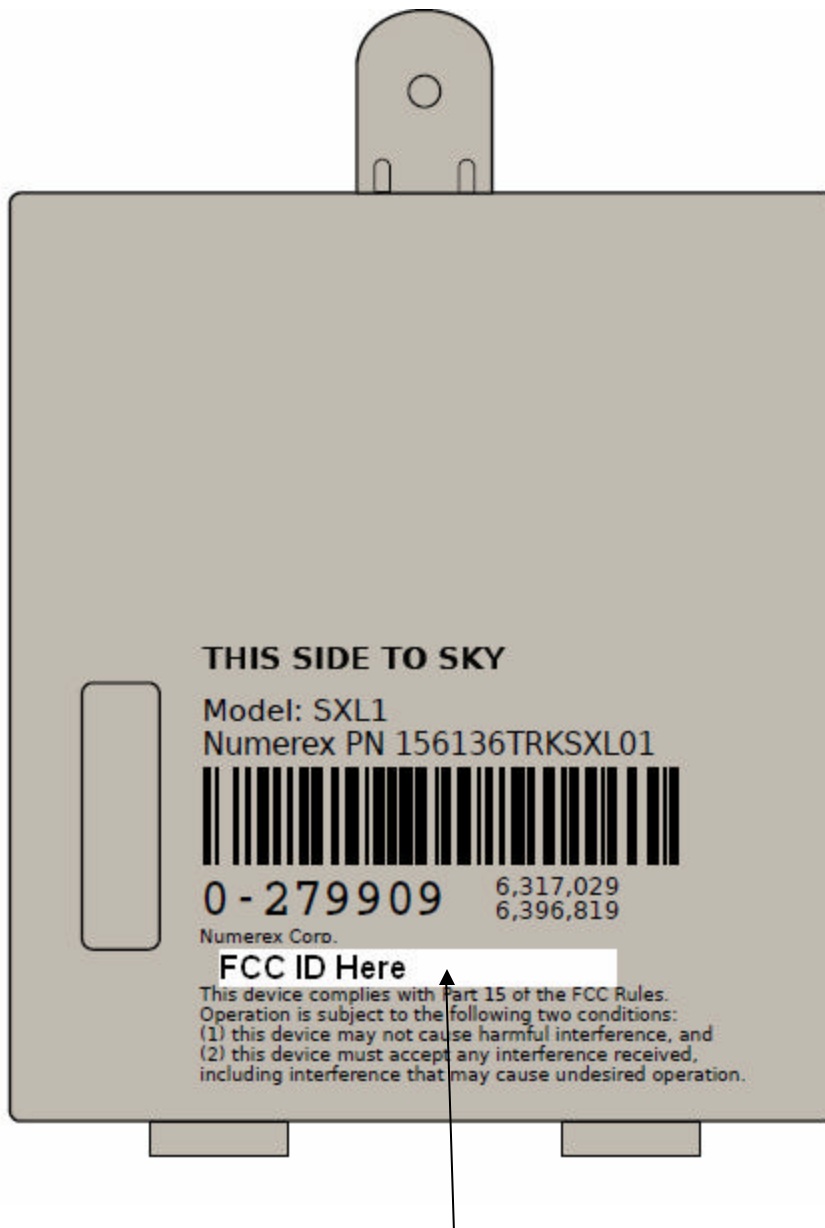 THIS SIDE TO SKY
Model: SXL1
Numerex PN 156136TRKSXL01
0-279909
6,317,029
6,396,819
Numerex Corp.
FCC ID Here
This device complies with Part 15 of the FCC Rules.
Operation is subject to the following two conditions:
(1) this device may not cause harmful interference, and
(2) this device must accept any interference received,
including interference that may cause undesired operation.